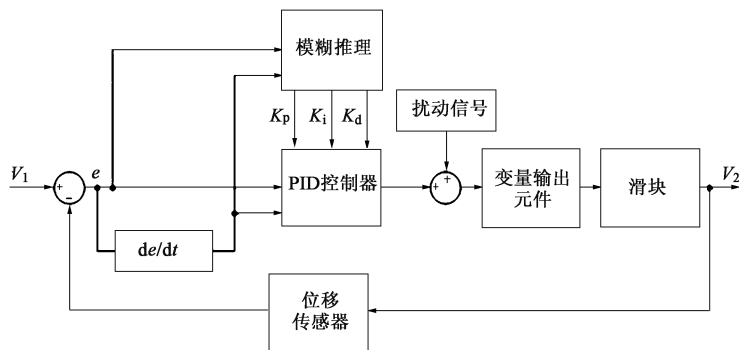 模糊推理
Kp
Ki
Kd
扰动信号
V1
e
+
-
PID控制器
+
+
变量输出
元件
滑块
V2
de/dt
位移
传感器